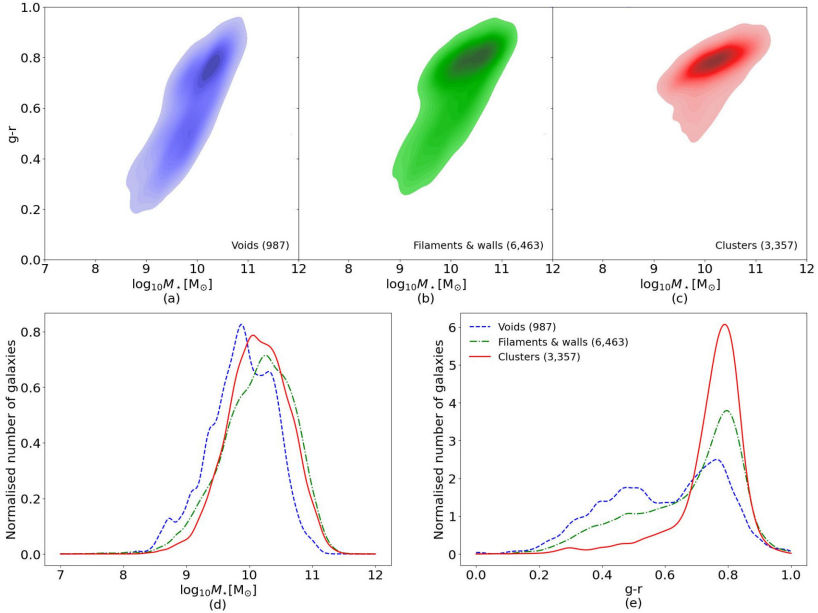 1.0
0.8
0.6
0.4
0.2
0.0
g-r
Voids (987)
Filaments & walls (6,463)
Clusters (3,357)
7 8 9 10 11 12
8 9 10 11 12
8 9 10 11 12
log₁₀M⋆[M☉]
log₁₀M⋆[M☉]
log₁₀M⋆[M☉]
(a)
(b)
(c)
Normalised number of galaxies
0.8
0.6
0.4
0.2
0.0
7 8 9 10 11 12
log₁₀M⋆[M☉]
(d)
Normalised number of galaxies
6
5
4
3
2
1
0
Voids (987)
Filaments & walls (6,463)
Clusters (3,357)
0.0 0.2 0.4 0.6 0.8 1.0
g-r
(e)